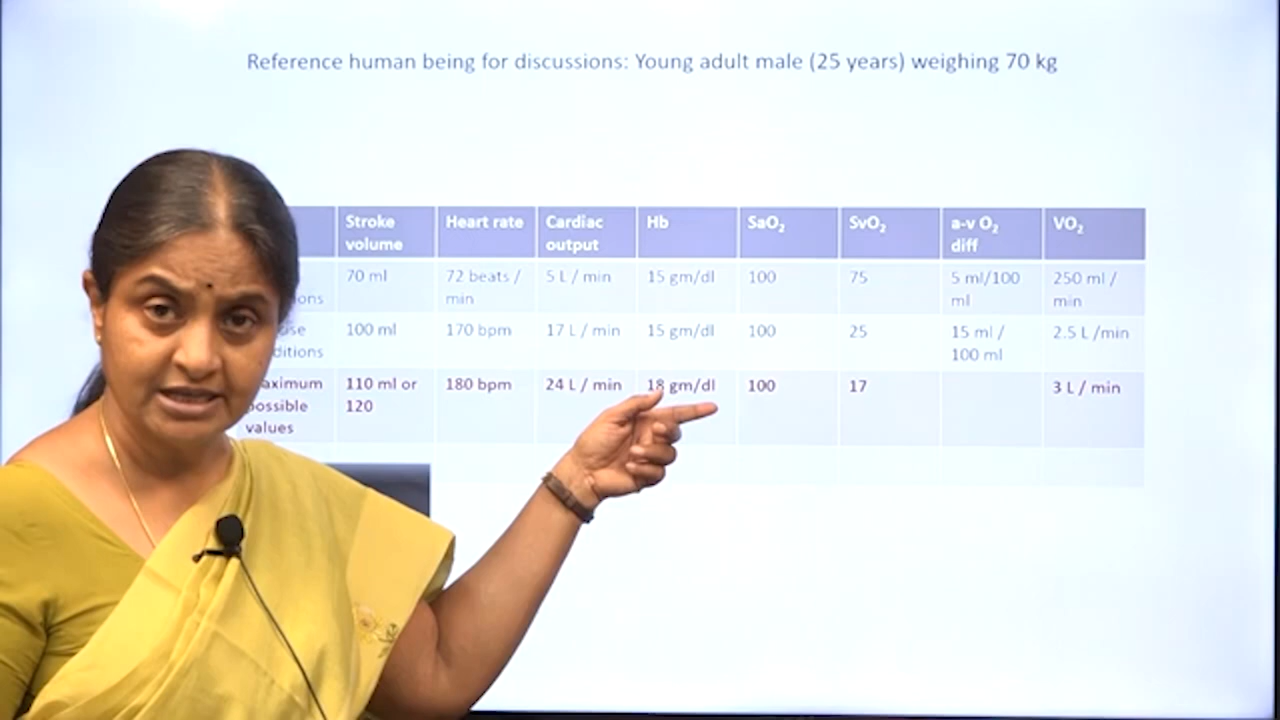 Reference human being for discussions: Young adult male (25 years) weighing 70 kg
Stroke volume Heart rate Cardiac output Hb SaO₂ SvO₂ a-v O₂ diff VO₂
70 ml 72 beats / min 5 L / min 15 gm/dl 100 75 5 ml/100 ml 250 ml / min
100 ml 170 bpm 17 L / min 15 gm/dl 100 25 15 ml / 100 ml 2.5 L /min
possible values 110 ml or 120 180 bpm 24 L / min 18 gm/dl 100 17 3 L / min